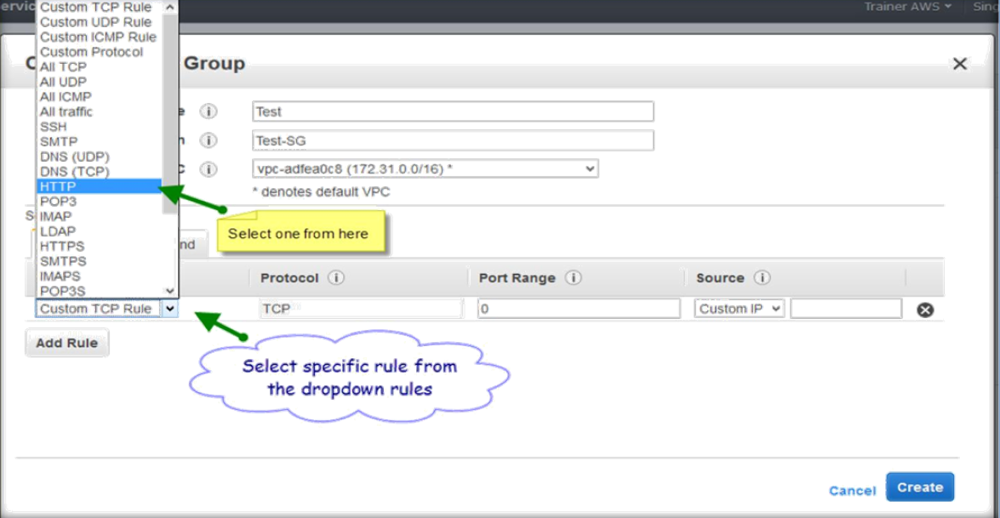 Custom TCP Rule
Trainer AWS
Custom UDP Rule
Custom ICMP Rule
Custom Protocol
Group
All TCP
All UDP
All ICMP
All traffic
SSH
SMTP
DNS (UDP)
DNS (TCP)
HTTP
POP3
IMAP
LDAP
HTTPS
SMTPS
IMAPS
POP3S
Test
Test-SG
vpc-adfea0c8 (172.31.0.0/16) *
* denotes default VPC
Select one from here
Protocol Port Range Source
Custom TCP Rule TCP 0 Custom IP
Add Rule
Select specific rule from
the dropdown rules
Cancel Create